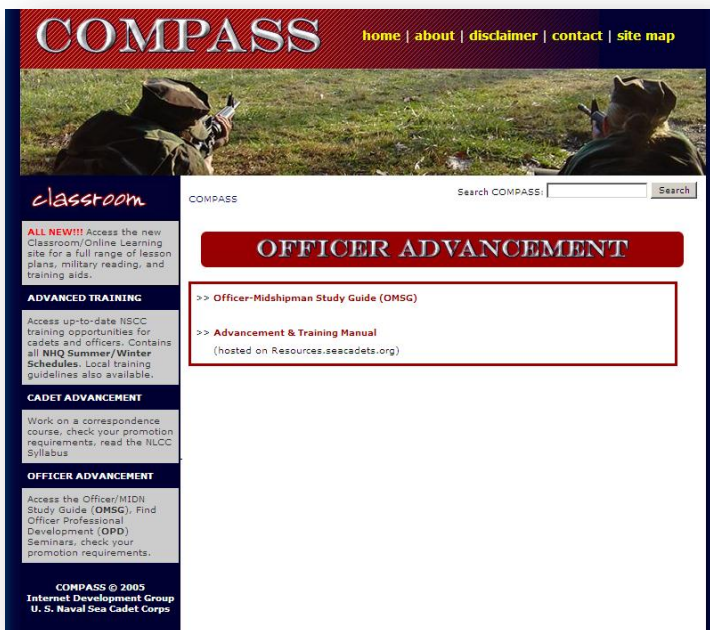 COMPASS
home | about | disclaimer | contact | site map
classroom
ALL NEW!!! Access the new
Classroom/Online Learning
site for a full range of lesson
plans, military reading, and
training aids.
ADVANCED TRAINING
Access up-to-date NSCC
training opportunities for
cadets and officers. Contains
all NHQ Summer/Winter
Schedules. Local training
guidelines also available.
CADET ADVANCEMENT
Work on a correspondence
course, check your promotion
requirements, read the NLCC
Syllabus
OFFICER ADVANCEMENT
Access the Officer/MIDN
Study Guide (OMSG), Find
Officer Professional
Development (OPD)
Seminars, check your
promotion requirements.
COMPASS © 2005
Internet Development Group
U. S. Naval Sea Cadet Corps
COMPASS
Search COMPASS: Search
OFFICER ADVANCEMENT
>> Officer-Midshipman Study Guide (OMSG)
>> Advancement & Training Manual
(hosted on Resources.seacadets.org)